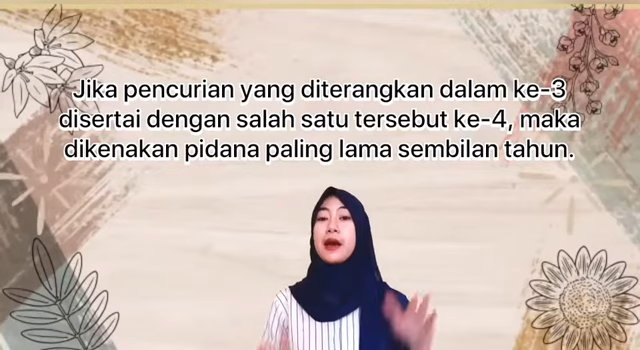 Jika pencurian yang diterangkan dalam ke-3
disertai dengan salah satu tersebut ke-4, maka
dikenakan pidana paling lama sembilan tahun.